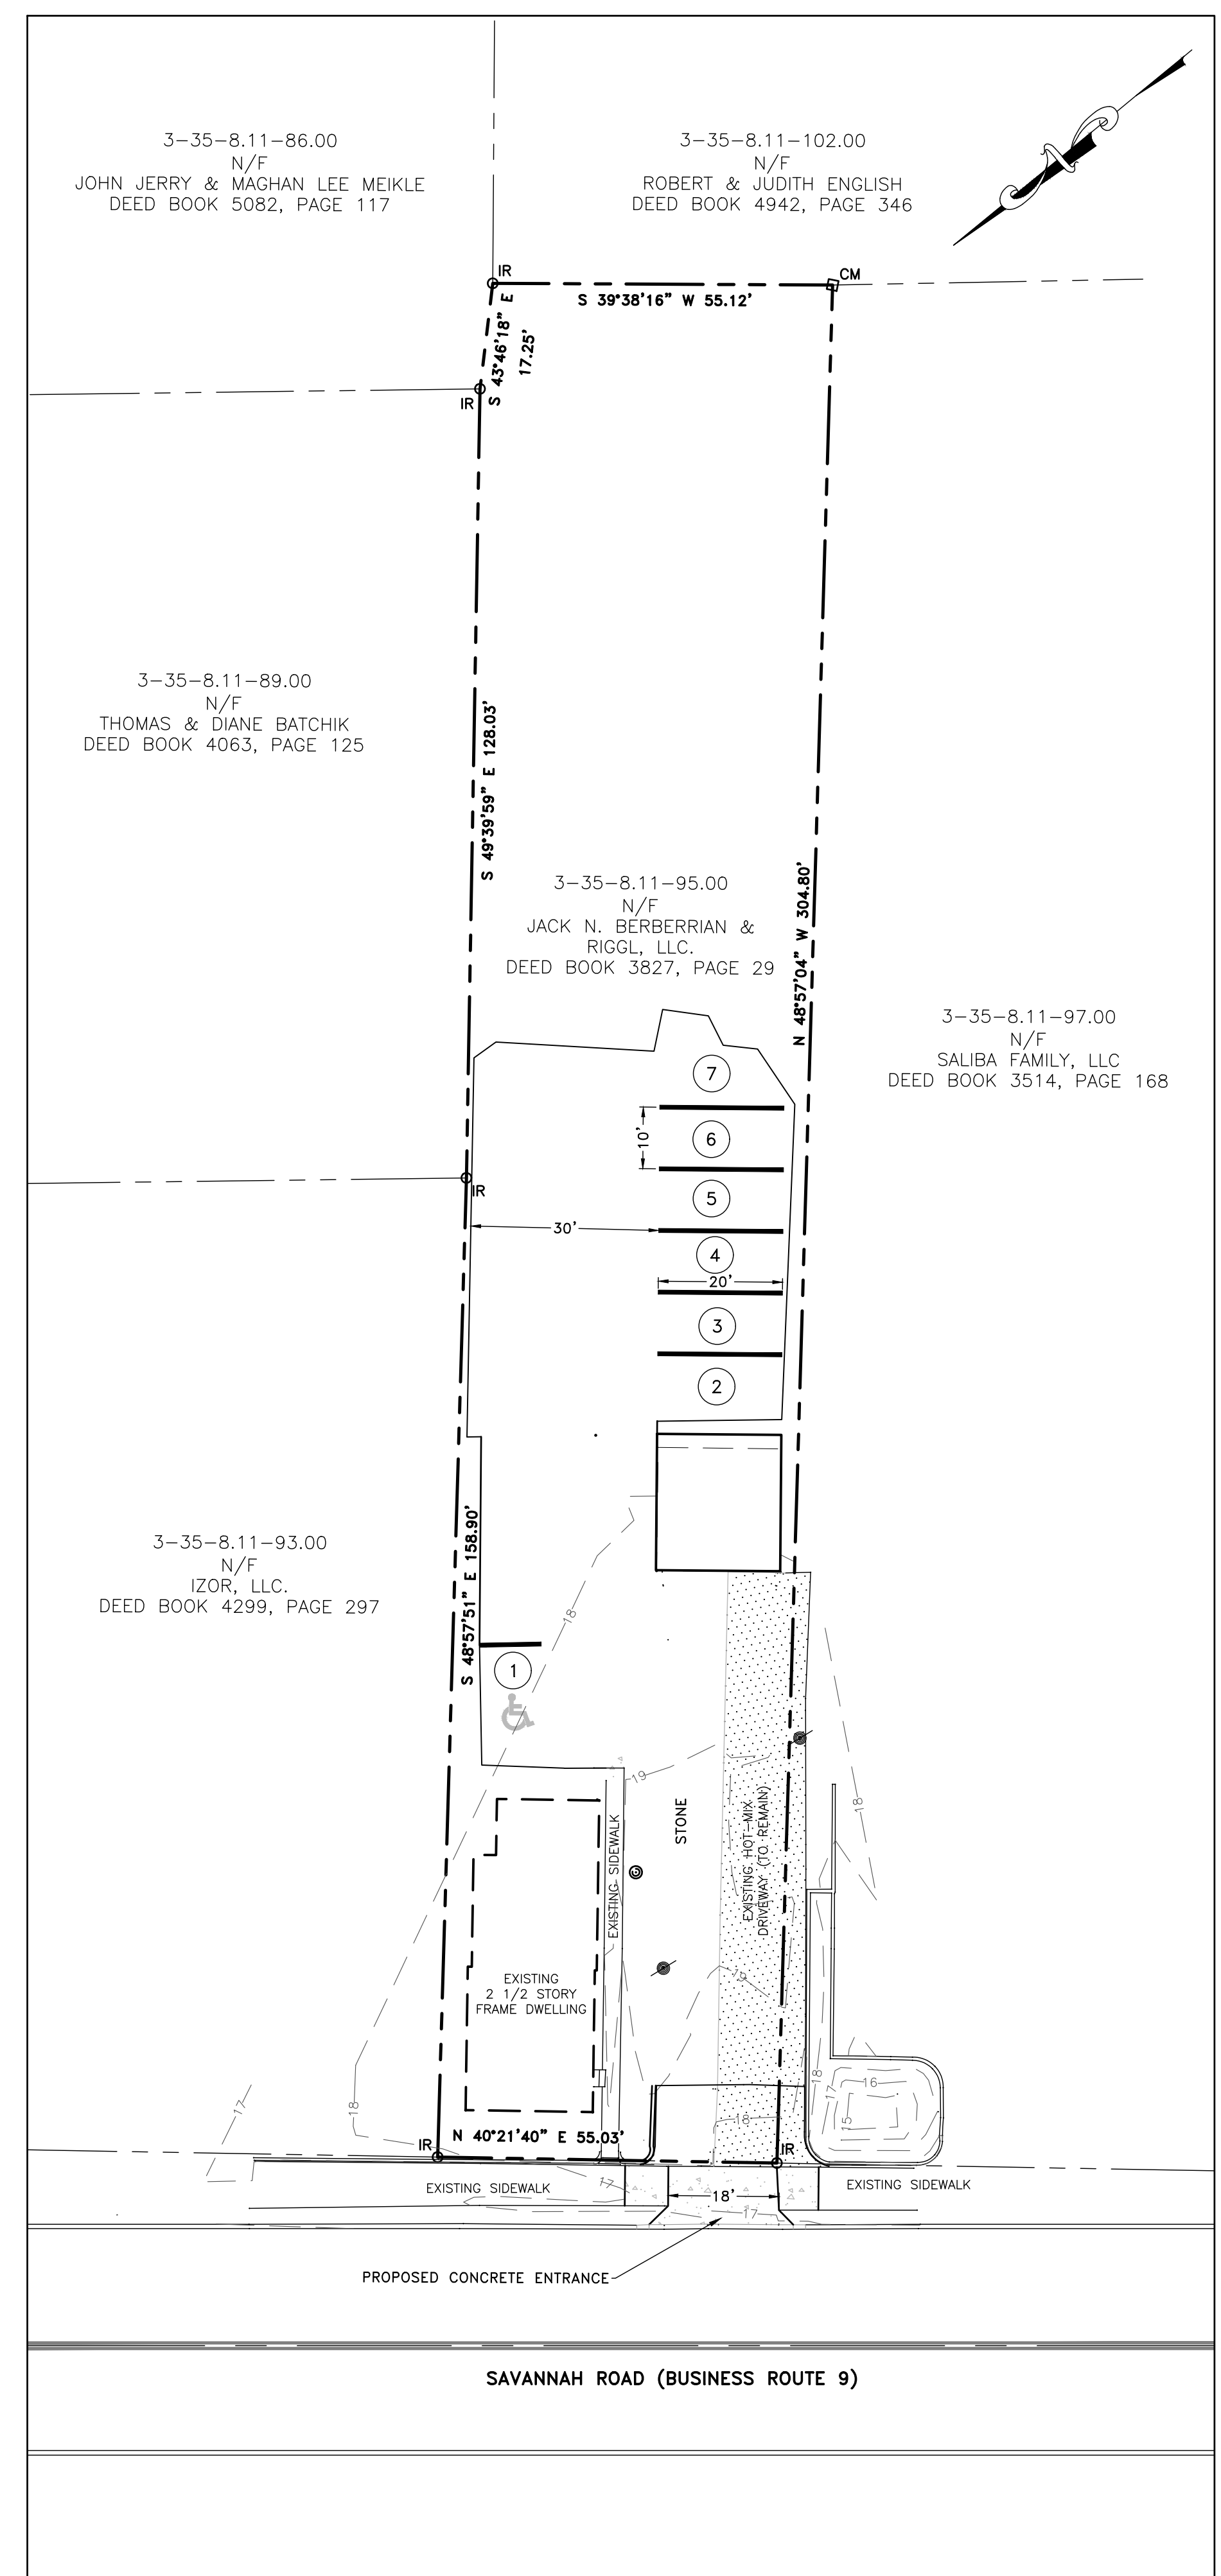 3-35-8.11-86.00
N/F
JOHN JERRY & MAGHAN LEE MEIKLE
DEED BOOK 5082, PAGE 117
3-35-8.11-102.00
N/F
ROBERT & JUDITH ENGLISH
DEED BOOK 4942, PAGE 346
N
IR
CM
S 39°38'16" W 55.12'
S 43°46'18" E
17.25'
IR
3-35-8.11-89.00
N/F
THOMAS & DIANE BATCHIK
DEED BOOK 4063, PAGE 125
S 49°39'59" E 128.03'
3-35-8.11-95.00
N/F
JACK N. BERBERRIAN &
RIGGL, LLC.
DEED BOOK 3827, PAGE 29
N 48°57'04" W 304.80'
3-35-8.11-97.00
N/F
SALIBA FAMILY, LLC
DEED BOOK 3514, PAGE 168
7
10'
6
IR
5
30'
4
20'
3
2
3-35-8.11-93.00
N/F
IZOR, LLC.
DEED BOOK 4299, PAGE 297
S 48°57'51" E 158.90'
18
1
19
STONE
EXISTING SIDEWALK
EXISTING HOT-MIX
DRIVEWAY (TO REMAIN)
18
19
EXISTING
2 1/2 STORY
FRAME DWELLING
17
18
18
17
16
15
18
N 40°21'40" E 55.03'
IR
IR
EXISTING SIDEWALK
17
18'
17
EXISTING SIDEWALK
PROPOSED CONCRETE ENTRANCE
SAVANNAH ROAD (BUSINESS ROUTE 9)